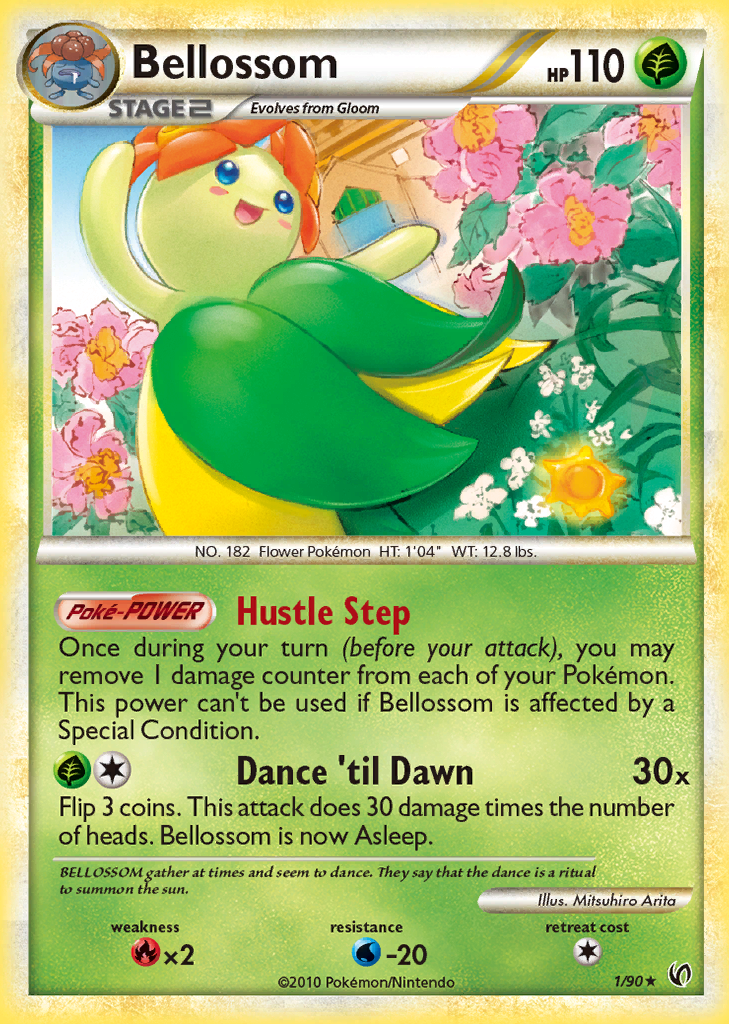 Bellossom
HP110
STAGE2
Evolves from Gloom
NO. 182 Flower Pokémon HT: 1'04" WT: 12.8 lbs.
Poké-POWER Hustle Step
Once during your turn (before your attack), you may
remove 1 damage counter from each of your Pokémon.
This power can't be used if Bellossom is affected by a
Special Condition.
Dance 'til Dawn 30x
Flip 3 coins. This attack does 30 damage times the number
of heads. Bellossom is now Asleep.
BELLOSSOM gather at times and seem to dance. They say that the dance is a ritual
to summon the sun.
Illus. Mitsuhiro Arita
weakness resistance retreat cost
×2 -20
©2010 Pokémon/Nintendo 1/90★